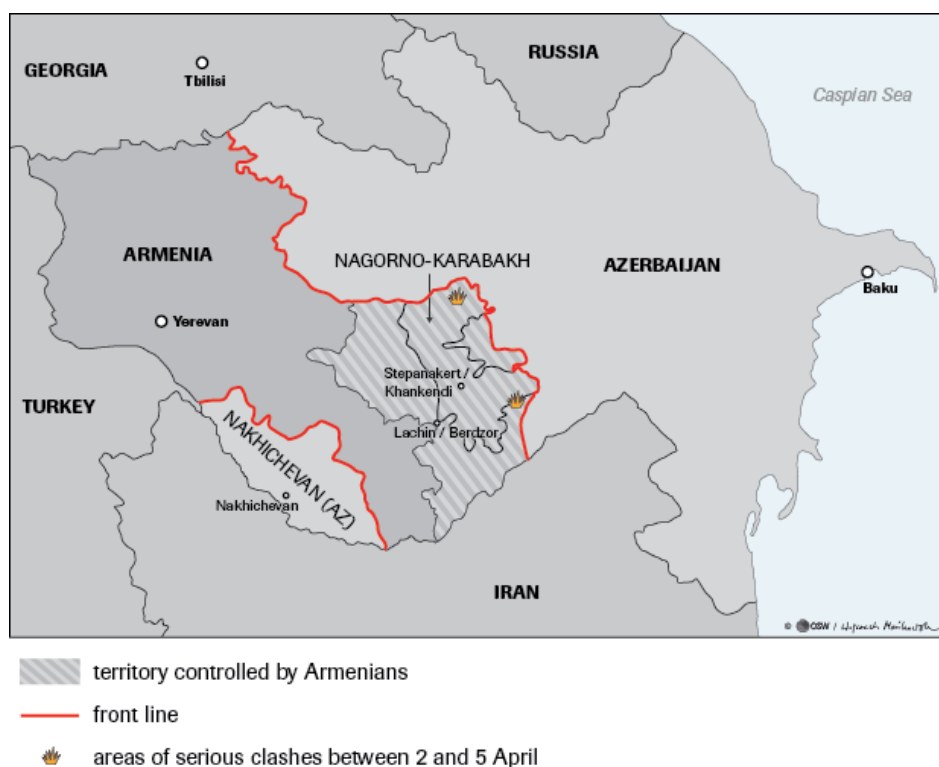 RUSSIA
GEORGIA
Tbilisi
Caspian Sea
ARMENIA
NAGORNO-KARABAKH
AZERBAIJAN
Baku
Yerevan
Stepanakert /
Khankendi
TURKEY
Lachin / Berdzor
NAKHICHEVAN (AZ)
Nakhichevan
IRAN
© OSW /
territory controlled by Armenians
front line
areas of serious clashes between 2 and 5 April